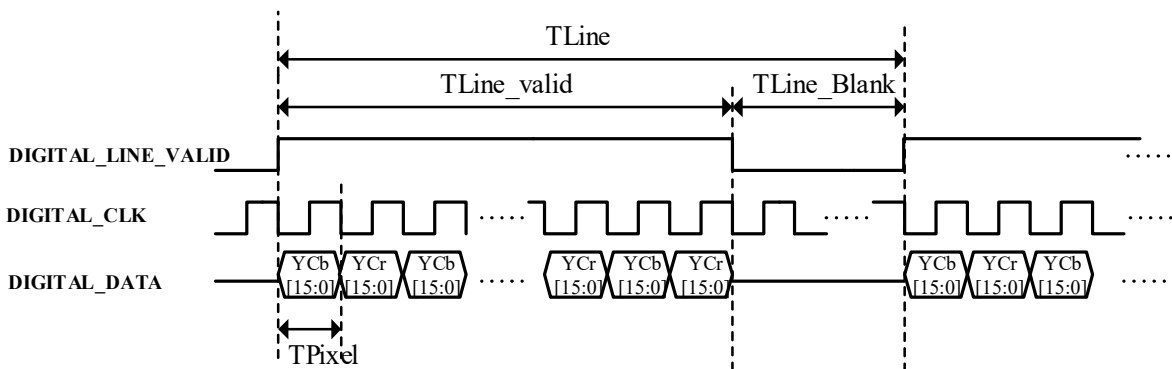 TLine
TLine_valid
TLine_Blank
DIGITAL_LINE_VALID
.....
DIGITAL_CLK
.....
.....
.....
DIGITAL_DATA
YCb
[15:0]
YCr
[15:0]
YCb
[15:0]
.....
YCr
[15:0]
YCb
[15:0]
YCr
[15:0]
YCb
[15:0]
YCr
[15:0]
YCb
[15:0]
.....
TPixel